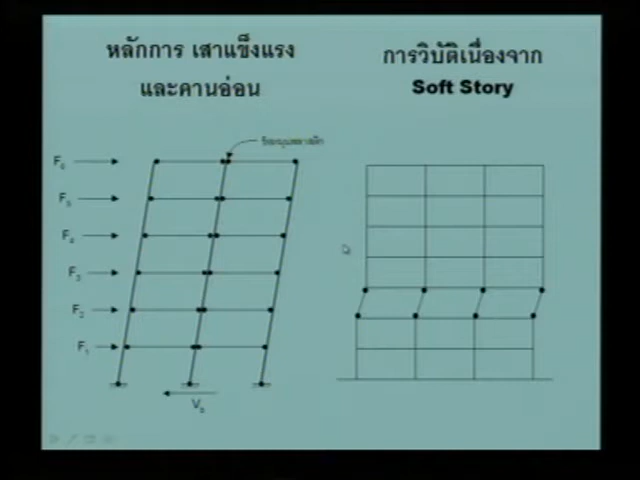 หลักการ เสาแข็งแรง
และคานอ่อน
การวิบัติเนื่องจาก
Soft Story
F6
F5
F4
F3
F2
F1